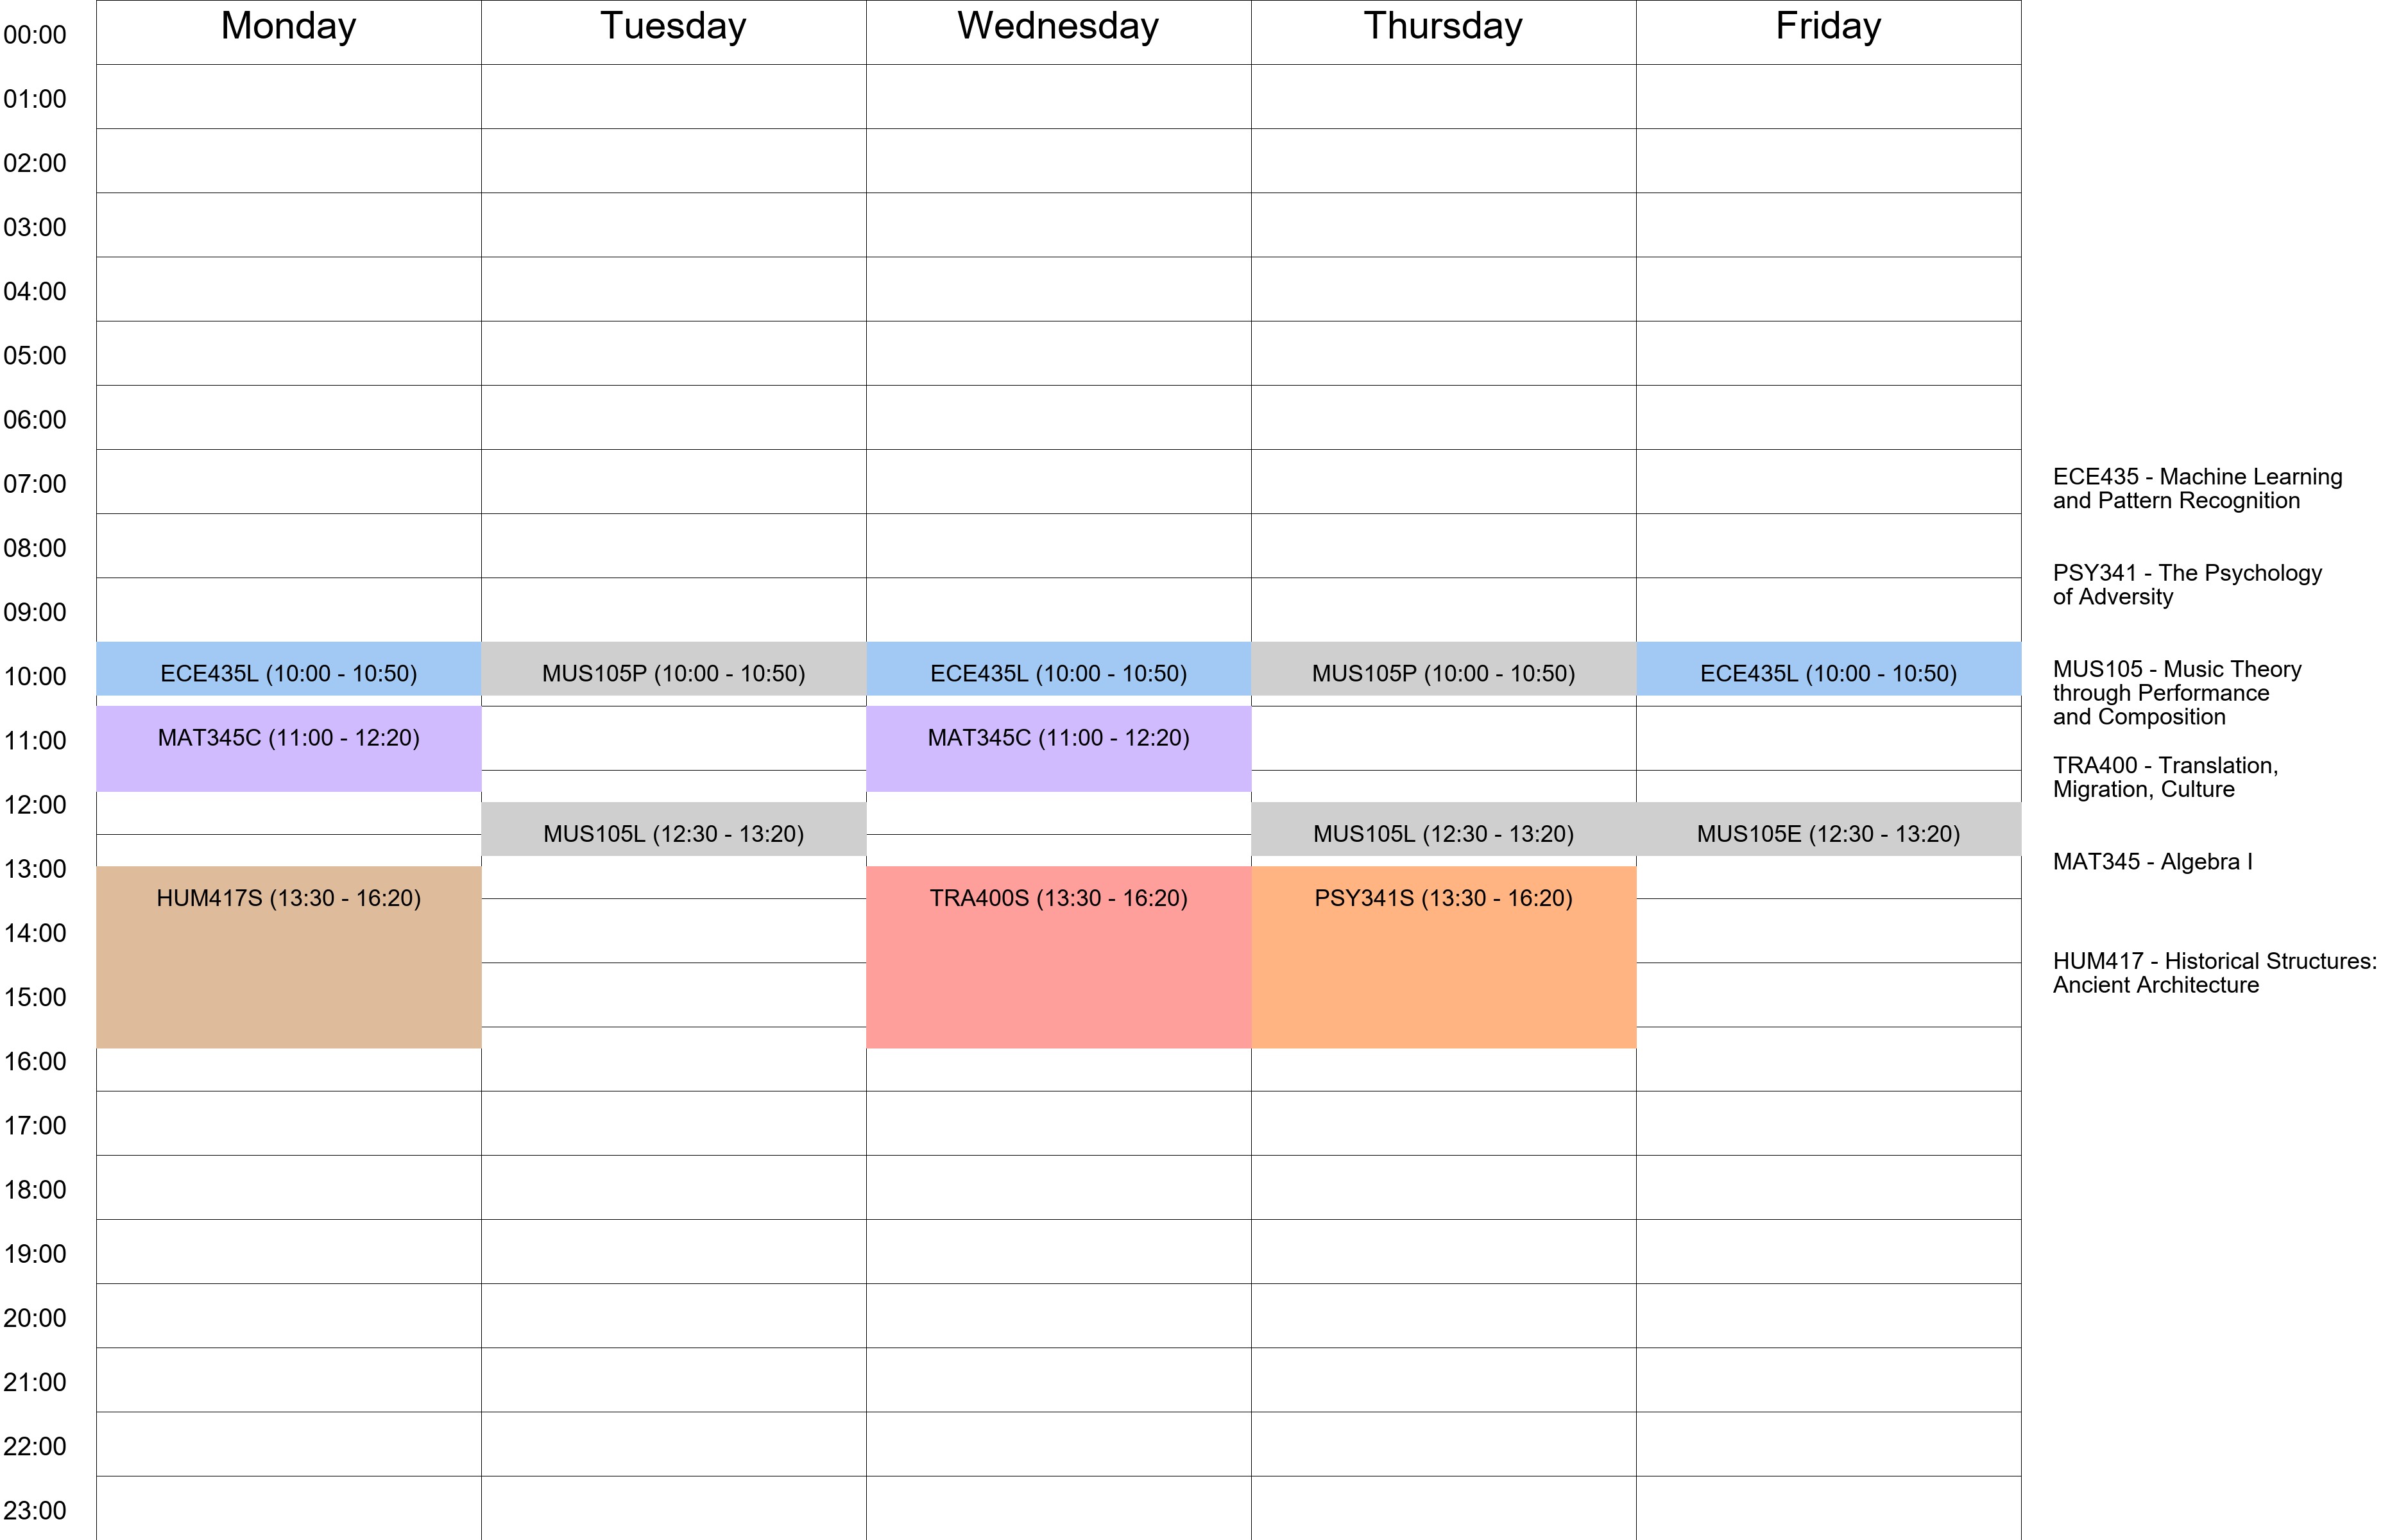 Monday
Tuesday
Wednesday
Thursday
Friday
00:00
01:00
02:00
03:00
04:00
05:00
06:00
07:00
08:00
09:00
10:00
11:00
12:00
13:00
14:00
15:00
16:00
17:00
18:00
19:00
20:00
21:00
22:00
23:00
ECE435L (10:00 - 10:50)
MUS105P (10:00 - 10:50)
ECE435L (10:00 - 10:50)
MUS105P (10:00 - 10:50)
ECE435L (10:00 - 10:50)
MAT345C (11:00 - 12:20)
MAT345C (11:00 - 12:20)
MUS105L (12:30 - 13:20)
MUS105L (12:30 - 13:20)
MUS105E (12:30 - 13:20)
HUM417S (13:30 - 16:20)
TRA400S (13:30 - 16:20)
PSY341S (13:30 - 16:20)
ECE435 - Machine Learning
and Pattern Recognition
PSY341 - The Psychology
of Adversity
MUS105 - Music Theory
through Performance
and Composition
TRA400 - Translation,
Migration, Culture
MAT345 - Algebra I
HUM417 - Historical Structures:
Ancient Architecture